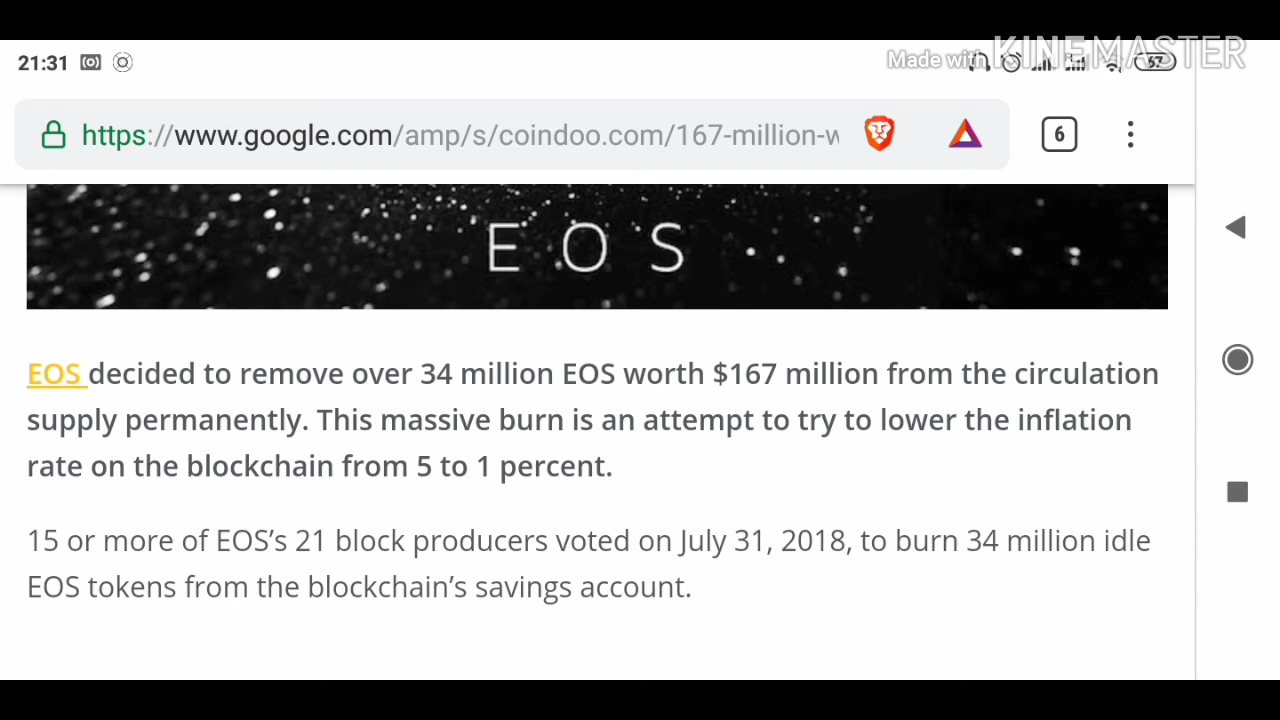 21:31
Made with KINEMASTER
57
https://www.google.com/amp/s/coindoo.com/167-million-w
6
EOS
EOS decided to remove over 34 million EOS worth $167 million from the circulation
supply permanently. This massive burn is an attempt to try to lower the inflation
rate on the blockchain from 5 to 1 percent.
15 or more of EOS’s 21 block producers voted on July 31, 2018, to burn 34 million idle
EOS tokens from the blockchain’s savings account.